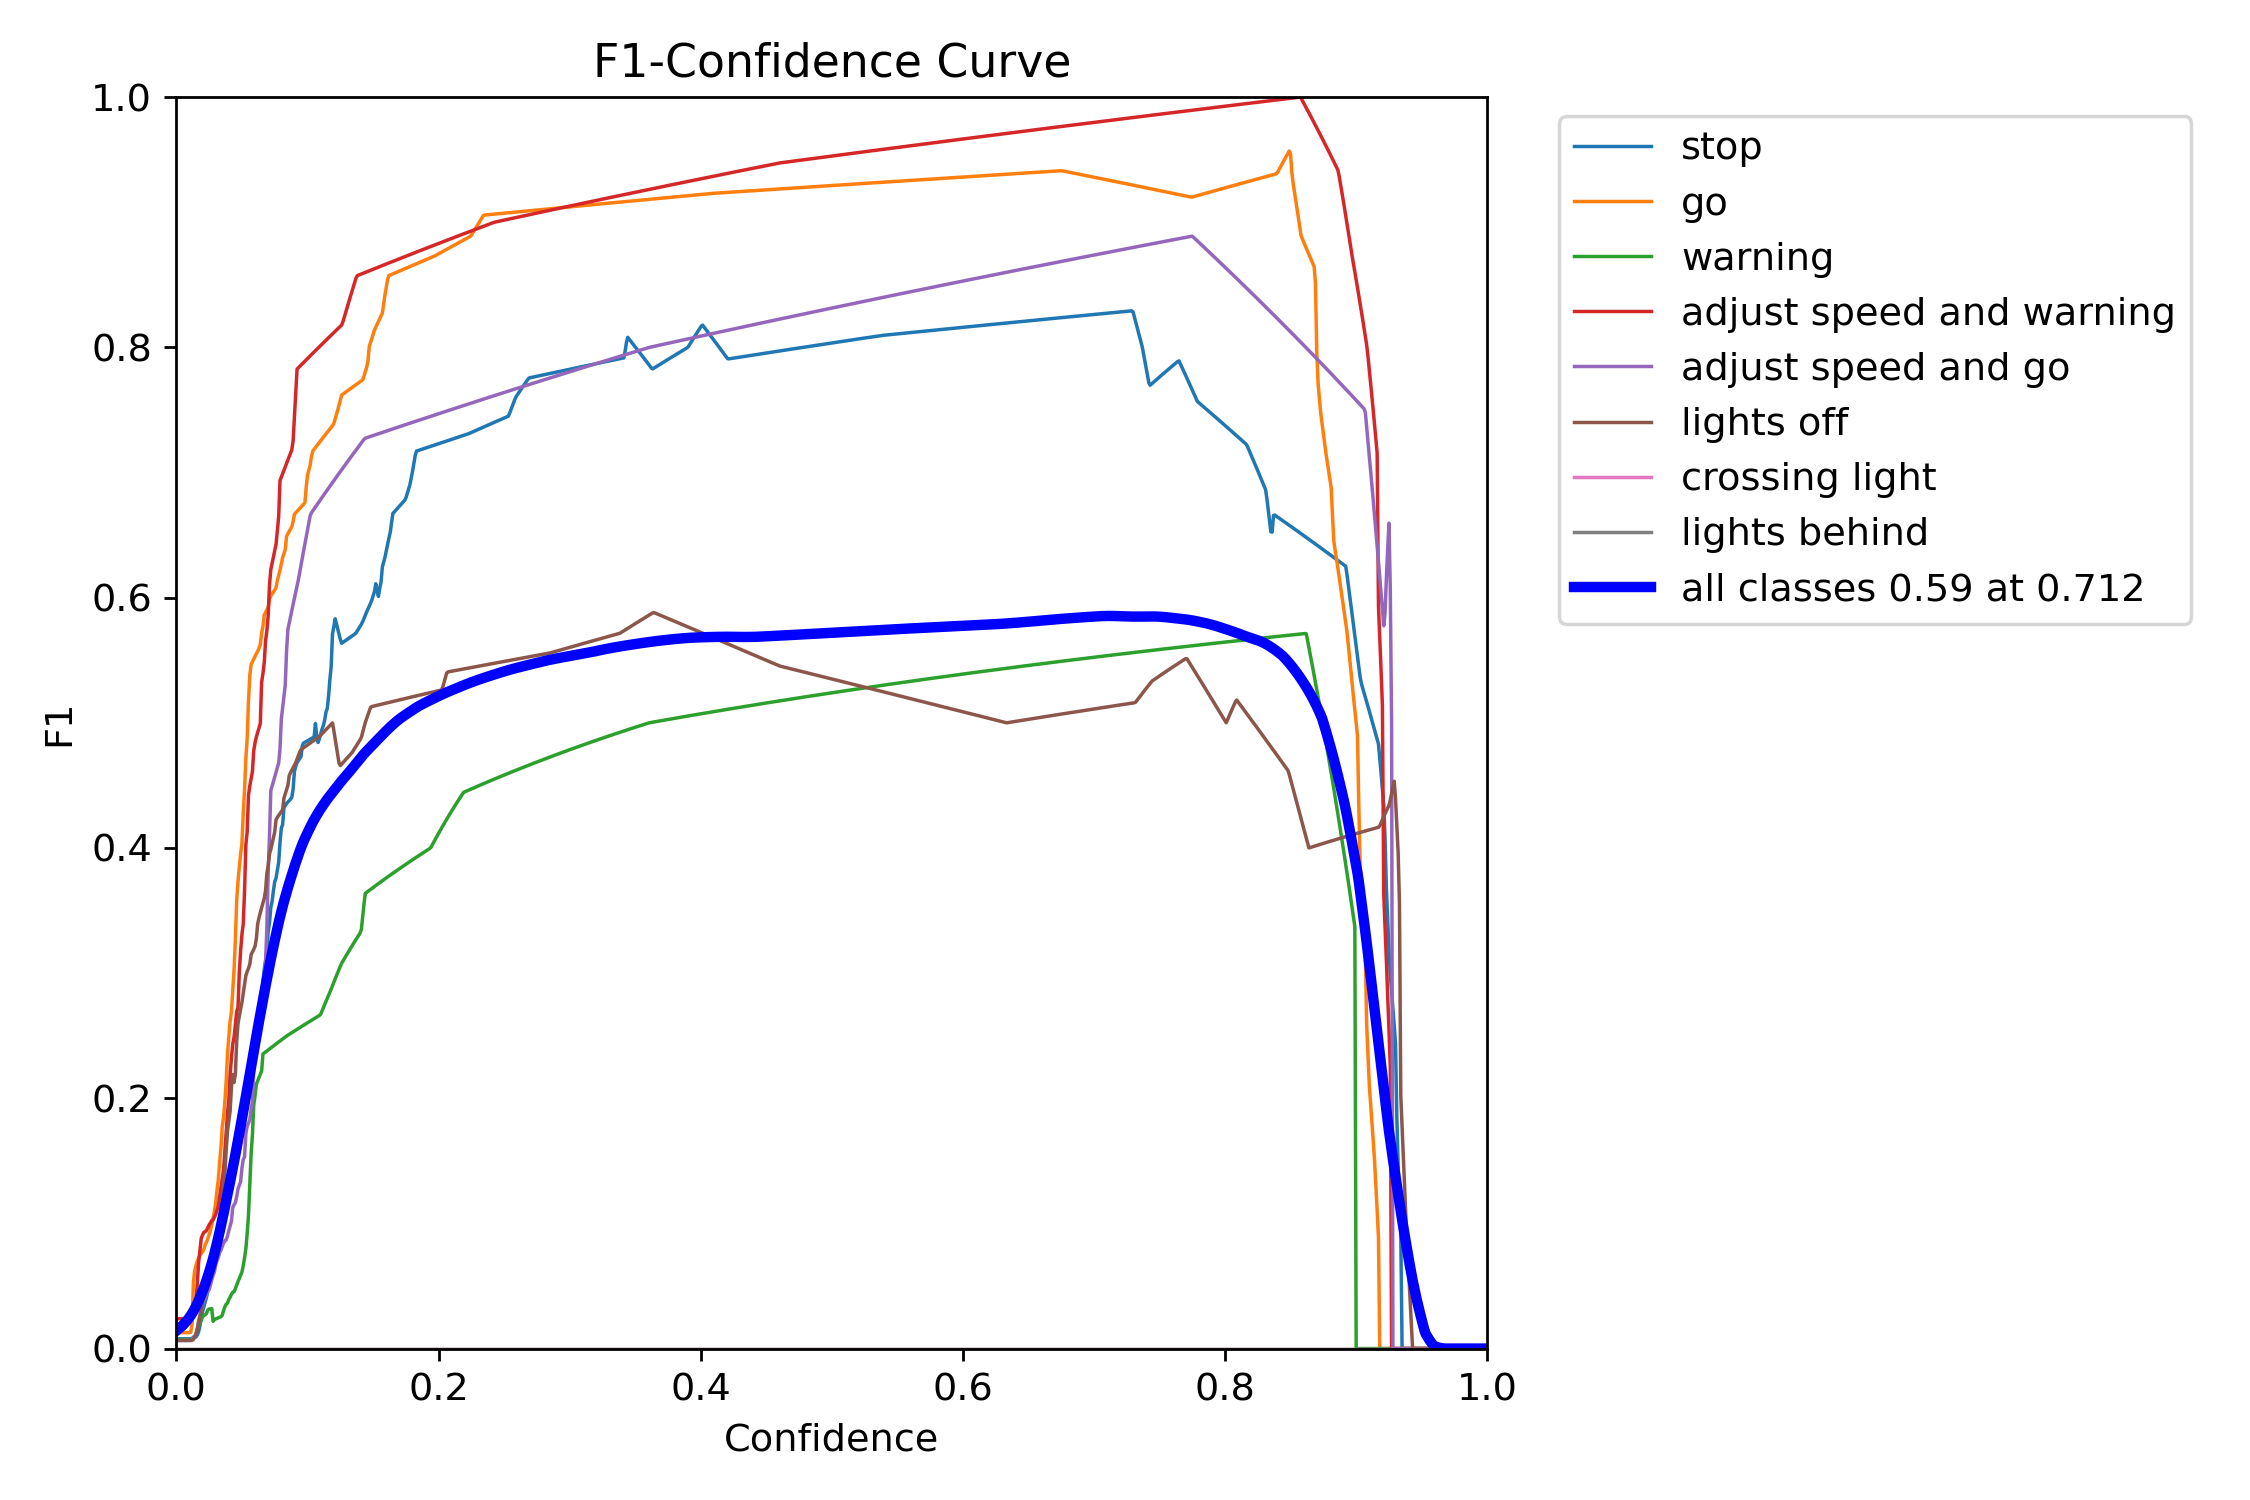 F1-Confidence Curve
1.0
0.8
0.6
0.4
0.2
0.0
F1
0.0 0.2 0.4 0.6 0.8 1.0
Confidence
stop
go
warning
adjust speed and warning
adjust speed and go
lights off
crossing light
lights behind
all classes 0.59 at 0.712